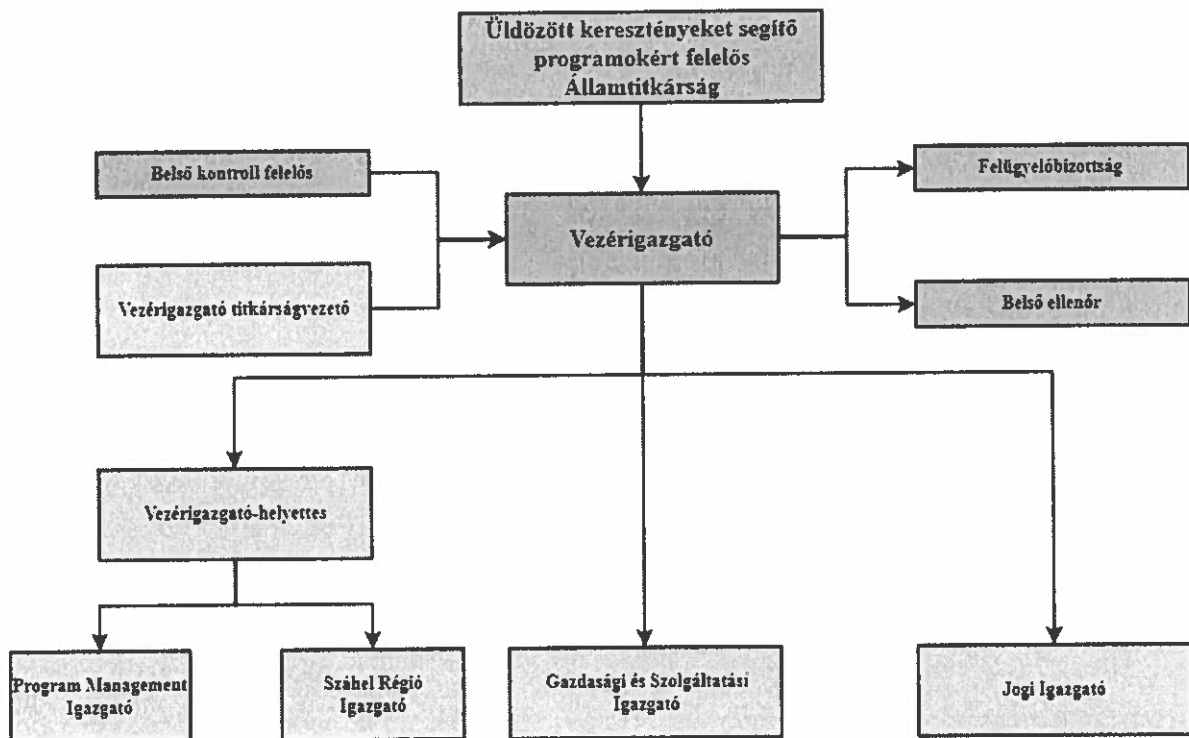 Üldözött keresztényeket segítő
programokért felelős
Államtitkárság
Belső kontroll felelős
Felügyelőbizottság
Vezérigazgató
Vezérigazgató titkárságvezető
Belső ellenőr
Vezérigazgató-helyettes
Program Management
Igazgató
Száhel Régió
Igazgató
Gazdasági és Szolgáltatási
Igazgató
Jogi Igazgató